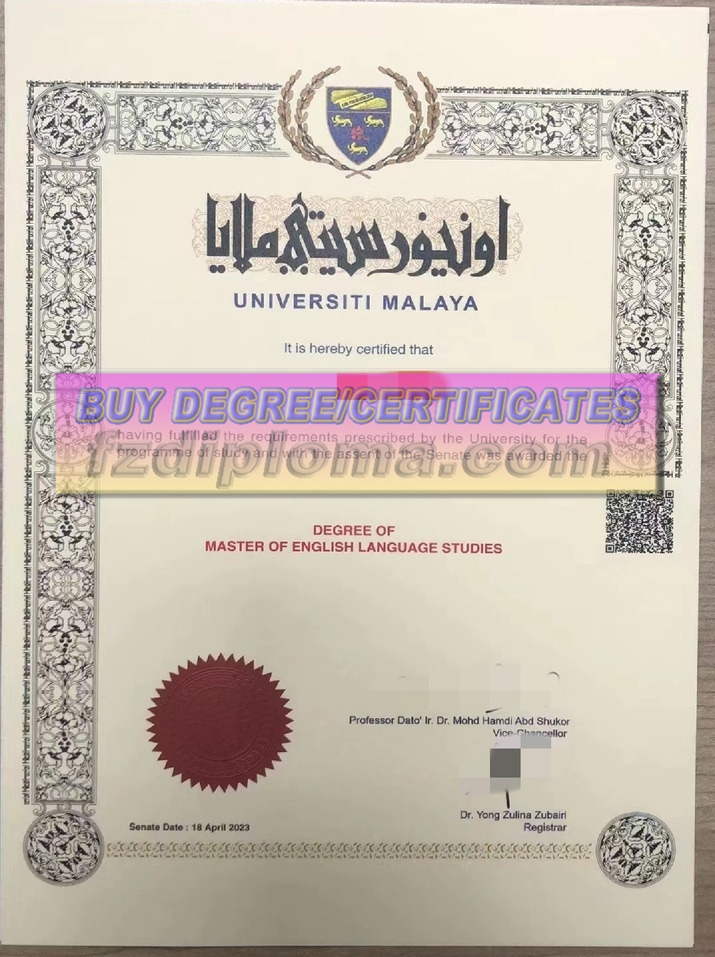 اونيۏرسيتي ملايا
UNIVERSITI MALAYA
It is hereby certified that
BUY DEGREE/CERTIFICATES
having fulfilled the requirements prescribed by the University for the
fzdiploma.com
programme of study and with the assent of the Senate was awarded the
DEGREE OF
MASTER OF ENGLISH LANGUAGE STUDIES
Professor Dato' Ir. Dr. Mohd Hamdi Abd Shukor
Vice-Chancellor
Dr. Yong Zulina Zubairi
Registrar
Senate Date : 18 April 2023